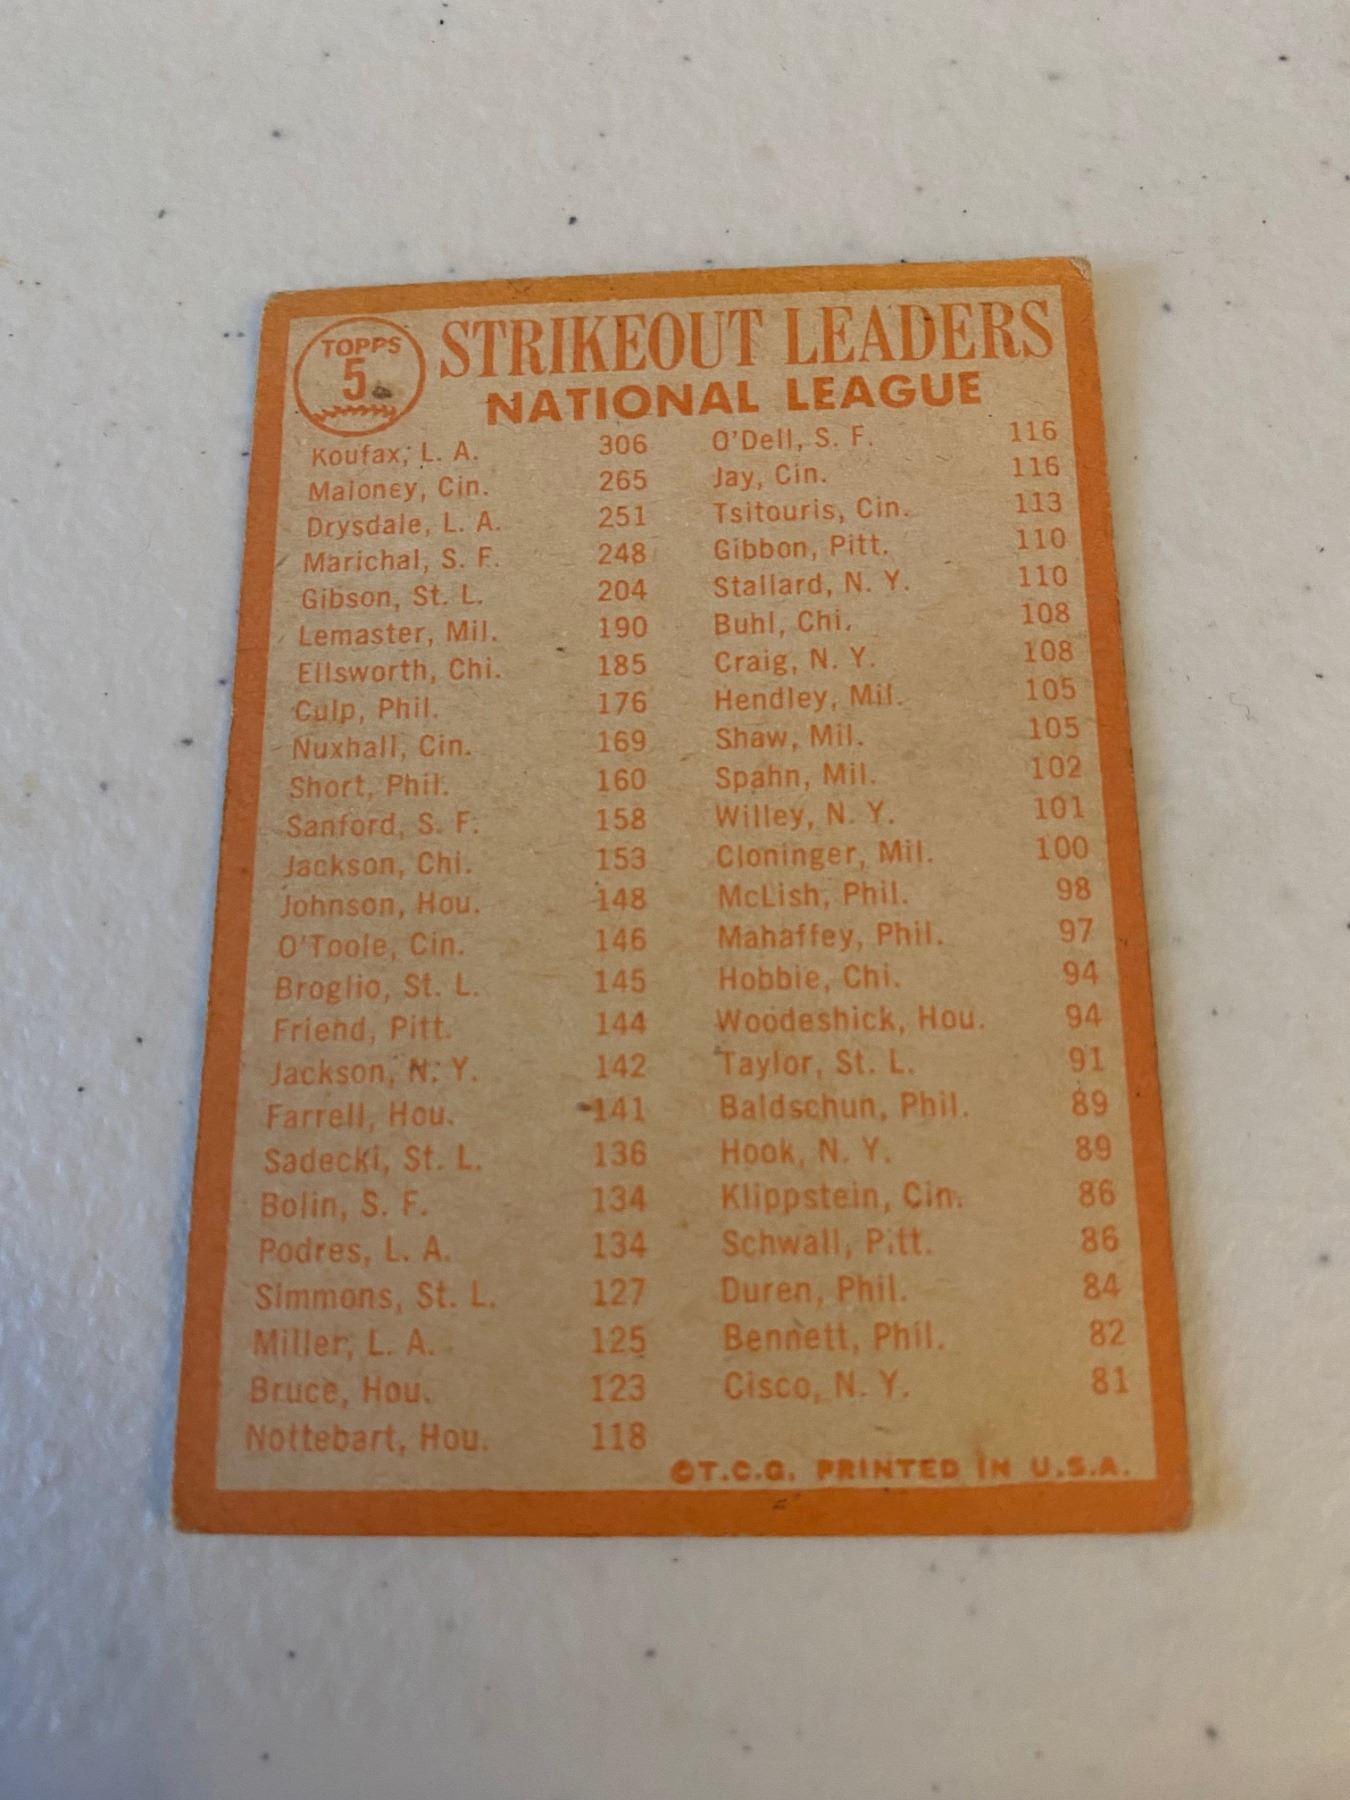 TOPPS
5
STRIKEOUT LEADERS
NATIONAL LEAGUE
Koufax, L. A. 306
Maloney, Cin. 265
Drysdale, L. A. 251
Marichal, S. F. 248
Gibson, St. L. 204
Lemaster, Mil. 190
Ellsworth, Chi. 185
Culp, Phil. 176
Nuxhall, Cin. 169
Short, Phil. 160
Sanford, S. F. 158
Jackson, Chi. 153
Johnson, Hou. 148
O'Toole, Cin. 146
Broglio, St. L. 145
Friend, Pitt. 144
Jackson, N. Y. 142
Farrell, Hou. 141
Sadecki, St. L. 136
Bolin, S. F. 134
Podres, L. A. 134
Simmons, St. L. 127
Miller, L. A. 125
Bruce, Hou. 123
Nottebart, Hou. 118
O'Dell, S. F. 116
Jay, Cin. 116
Tsitouris, Cin. 113
Gibbon, Pitt. 110
Stallard, N. Y. 110
Buhl, Chi. 108
Craig, N. Y. 108
Hendley, Mil. 105
Shaw, Mil. 105
Spahn, Mil. 102
Willey, N. Y. 101
Cloninger, Mil. 100
McLish, Phil. 98
Mahaffey, Phil. 97
Hobbie, Chi. 94
Woodeshick, Hou. 94
Taylor, St. L. 91
Baldschun, Phil. 89
Hook, N. Y. 89
Klippstein, Cin. 86
Schwall, Pitt. 86
Duren, Phil. 84
Bennett, Phil. 82
Cisco, N. Y. 81
©T.C.G. PRINTED IN U.S.A.